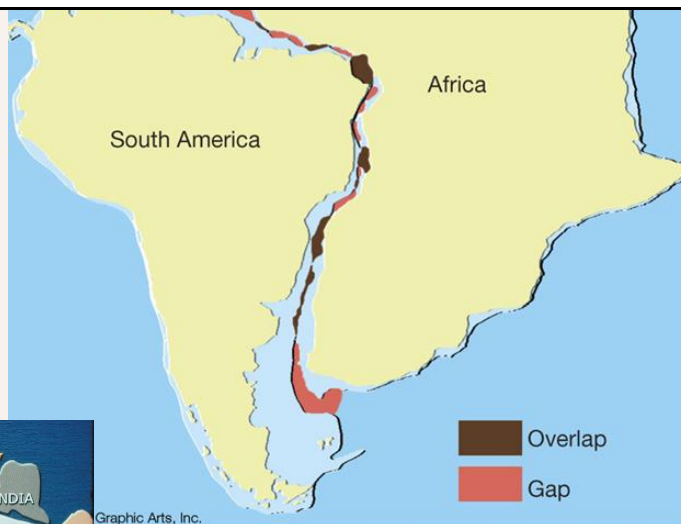 Africa
South America
Overlap
Gap
NDIA
Graphic Arts, Inc.